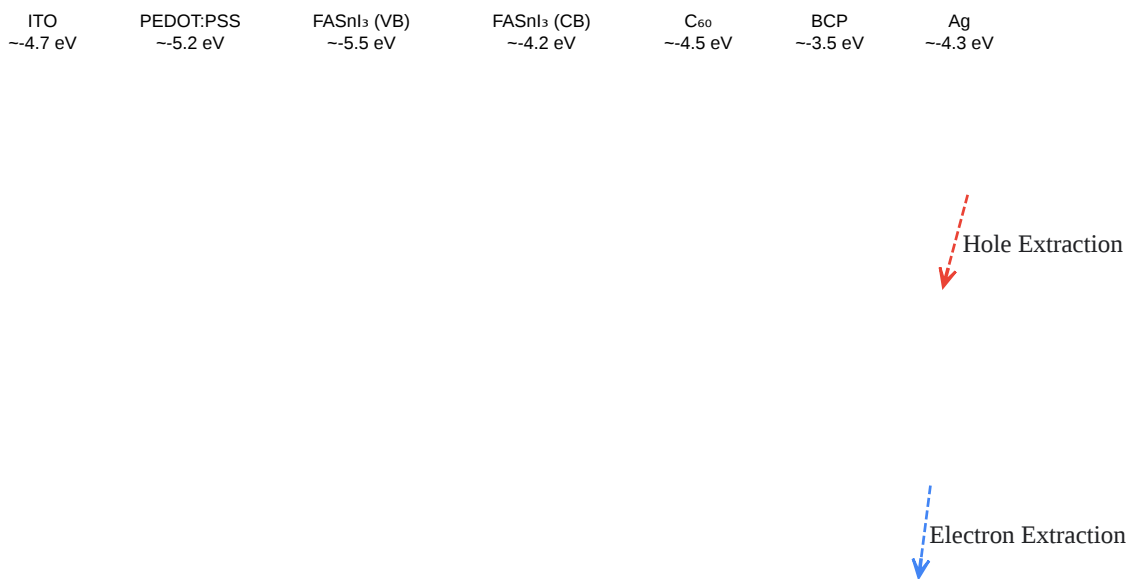 ITO
~-4.7 eV
PEDOT:PSS
~-5.2 eV
FASnI₃ (VB)
~-5.5 eV
FASnI₃ (CB)
~-4.2 eV
C₆₀
~-4.5 eV
BCP
~-3.5 eV
Ag
~-4.3 eV
Hole Extraction
Electron Extraction